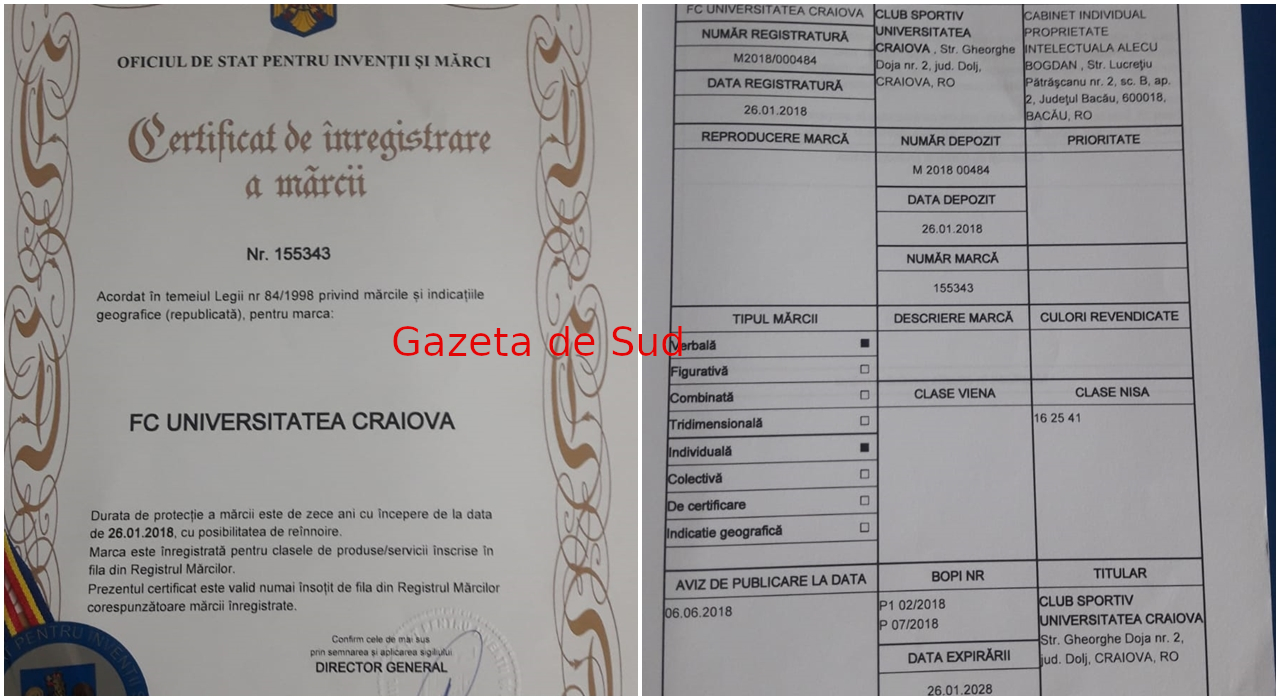 OFICIUL DE STAT PENTRU INVENȚII ȘI MĂRCI
Certificat de înregistrare
a mărcii
Nr. 155343
Acordat în temeiul Legii nr 84/1998 privind mărcile și indicațiile
geografice (republicată), pentru marca:
FC UNIVERSITATEA CRAIOVA
Durata de protecție a mărcii este de zece ani cu începere de la data
de 26.01.2018, cu posibilitatea de reînnoire.
Marca este înregistrată pentru clasele de produse/servicii înscrise în
fila din Registrul Mărcilor.
Prezentul certificat este valid numai însoțit de fila din Registrul Mărcilor
corespunzătoare mărcii înregistrate.
Confirm cele de mai sus
prin semnarea și aplicarea sigiliului
DIRECTOR GENERAL
PENTRU INVENȚII
Gazeta de Sud
FC UNIVERSITATEA CRAIOVA
NUMĂR REGISTRATURĂ
M2018/000484
DATA REGISTRATURĂ
26.01.2018
CLUB SPORTIV
UNIVERSITATEA
CRAIOVA , Str. Gheorghe
Doja nr. 2, jud. Dolj,
CRAIOVA, RO
CABINET INDIVIDUAL
PROPRIETATE
INTELECTUALA ALECU
BOGDAN , Str. Lucrețiu
Pătrășcanu nr. 2, sc. B, ap.
2, Județul Bacău, 600018,
BACĂU, RO
REPRODUCERE MARCĂ
NUMĂR DEPOZIT
PRIORITATE
M 2018 00484
DATA DEPOZIT
26.01.2018
NUMĂR MARCĂ
155343
TIPUL MĂRCII
DESCRIERE MARCĂ
CULORI REVENDICATE
Verbală ■
Figurativă □
Combinată □
Tridimensională □
Individuală ■
Colectivă □
De certificare □
Indicatie geografică □
CLASE VIENA
CLASE NISA
16 25 41
AVIZ DE PUBLICARE LA DATA
06.06.2018
BOPI NR
P1 02/2018
P 07/2018
DATA EXPIRĂRII
26.01.2028
TITULAR
CLUB SPORTIV
UNIVERSITATEA CRAIOVA
Str. Gheorghe Doja nr. 2,
jud. Dolj, CRAIOVA, RO